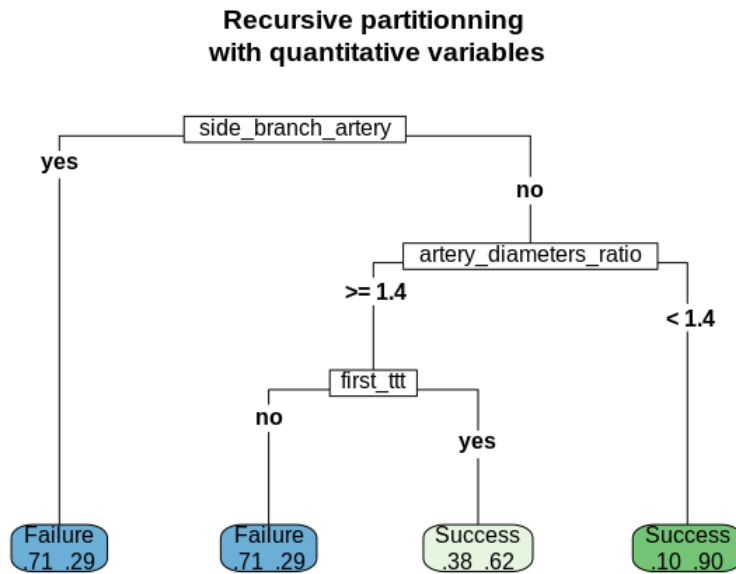 Recursive partitionning
with quantitative variables
side_branch_artery
yes
no
artery_diameters_ratio
>= 1.4
< 1.4
first_ttt
no
yes
Failure
.71 .29
Failure
.71 .29
Success
.38 .62
Success
.10 .90